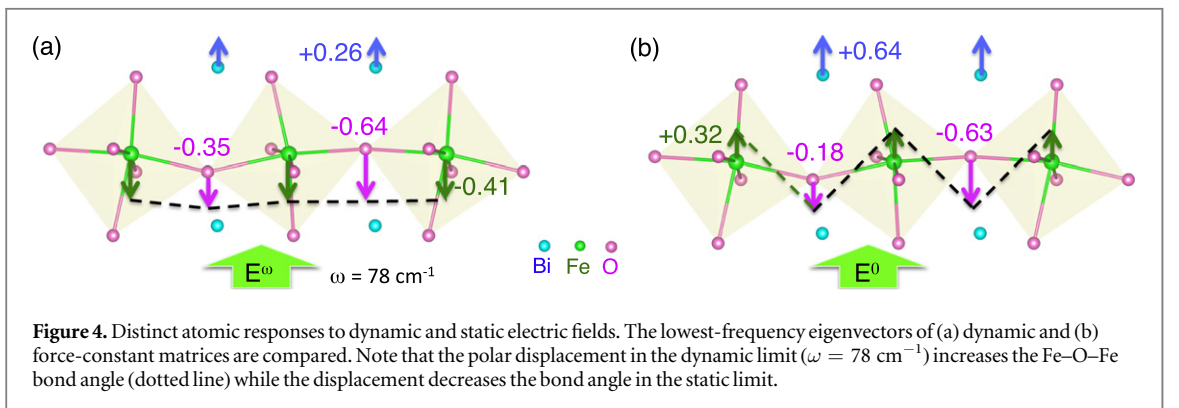 (a)
+0.26
-0.35
-0.64
-0.41
Eω
ω = 78 cm-1
(b)
+0.64
+0.32
-0.18
-0.63
E0
Bi Fe O
Figure 4. Distinct atomic responses to dynamic and static electric fields. The lowest-frequency eigenvectors of (a) dynamic and (b)
force-constant matrices are compared. Note that the polar displacement in the dynamic limit (ω = 78 cm−1) increases the Fe–O–Fe
bond angle (dotted line) while the displacement decreases the bond angle in the static limit.